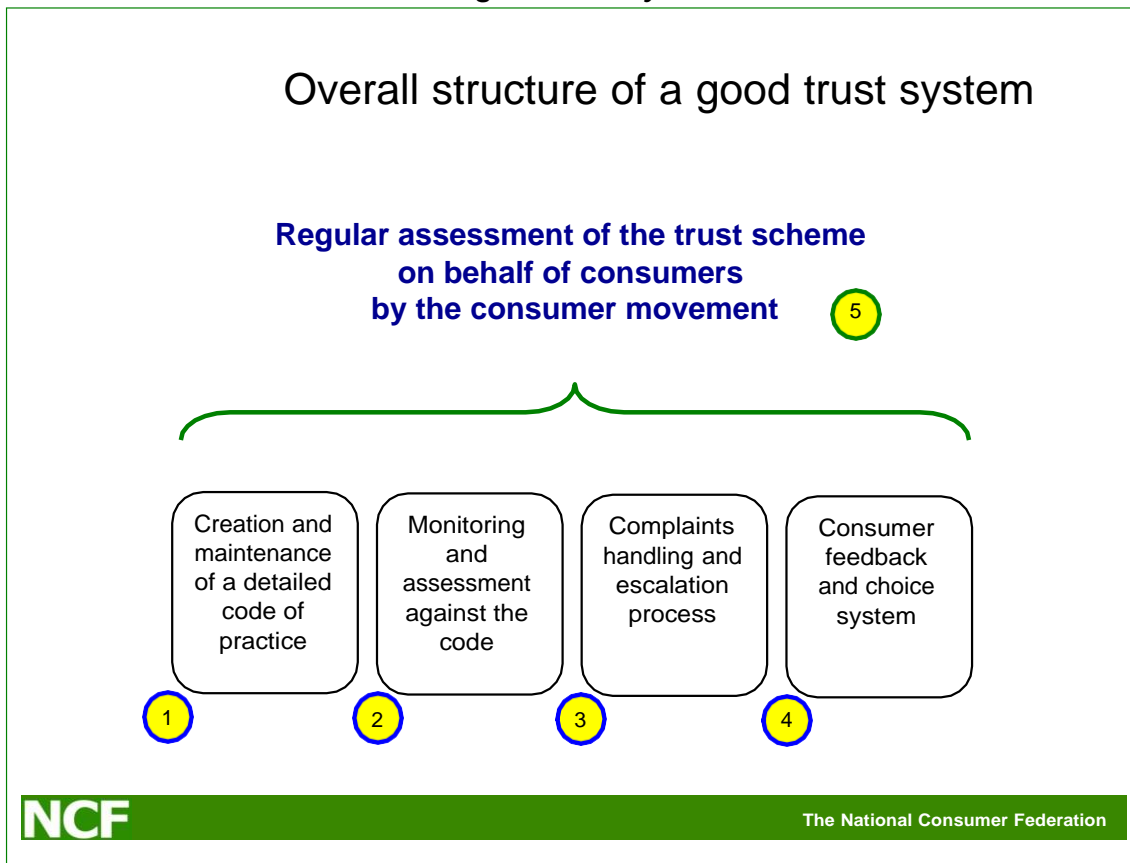 Overall structure of a good trust system
Regular assessment of the trust scheme
on behalf of consumers
by the consumer movement
5
Creation and
maintenance
of a detailed
code of
practice
Monitoring
and
assessment
against the
code
Complaints
handling and
escalation
process
Consumer
feedback
and choice
system
1
2
3
4
NCF
The National Consumer Federation